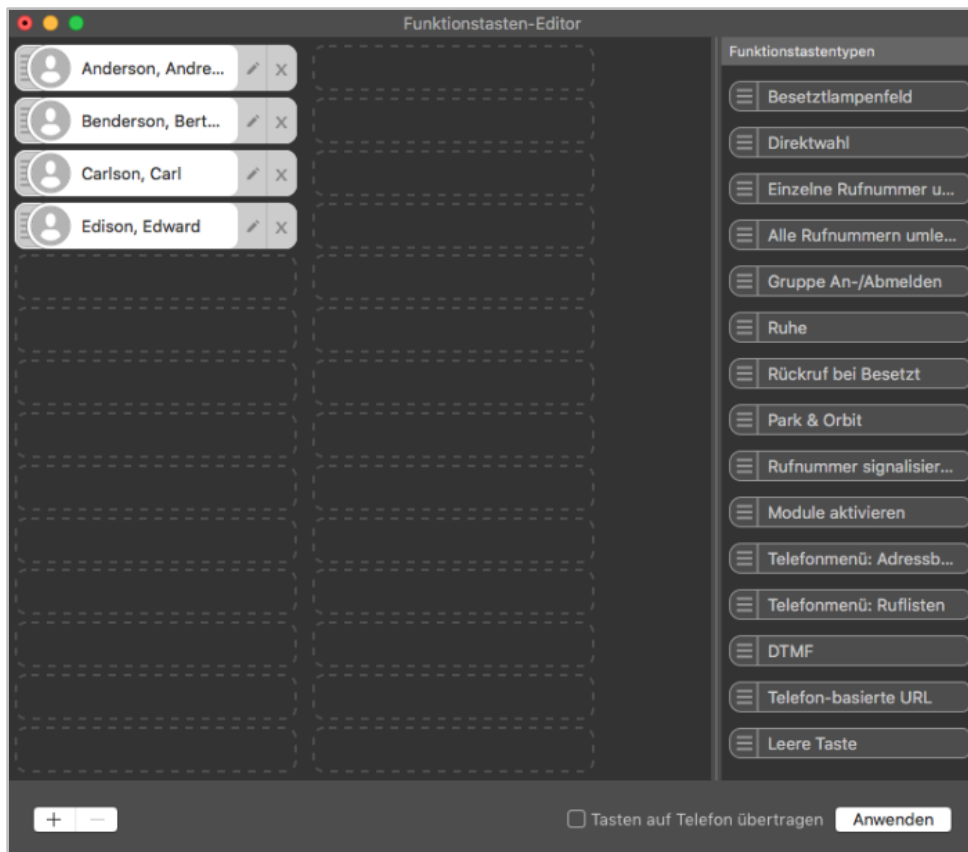 Funktionstasten-Editor
Anderson, Andre...
Benderson, Bert...
Carlson, Carl
Edison, Edward
Funktionstastentypen
Besetztlampenfeld
Direktwahl
Einzelne Rufnummer u...
Alle Rufnummern umle...
Gruppe An-/Abmelden
Ruhe
Rückruf bei Besetzt
Park & Orbit
Rufnummer signalisier...
Module aktivieren
Telefonmenü: Adressb...
Telefonmenü: Ruflisten
DTMF
Telefon-basierte URL
Leere Taste
Tasten auf Telefon übertragen
Anwenden